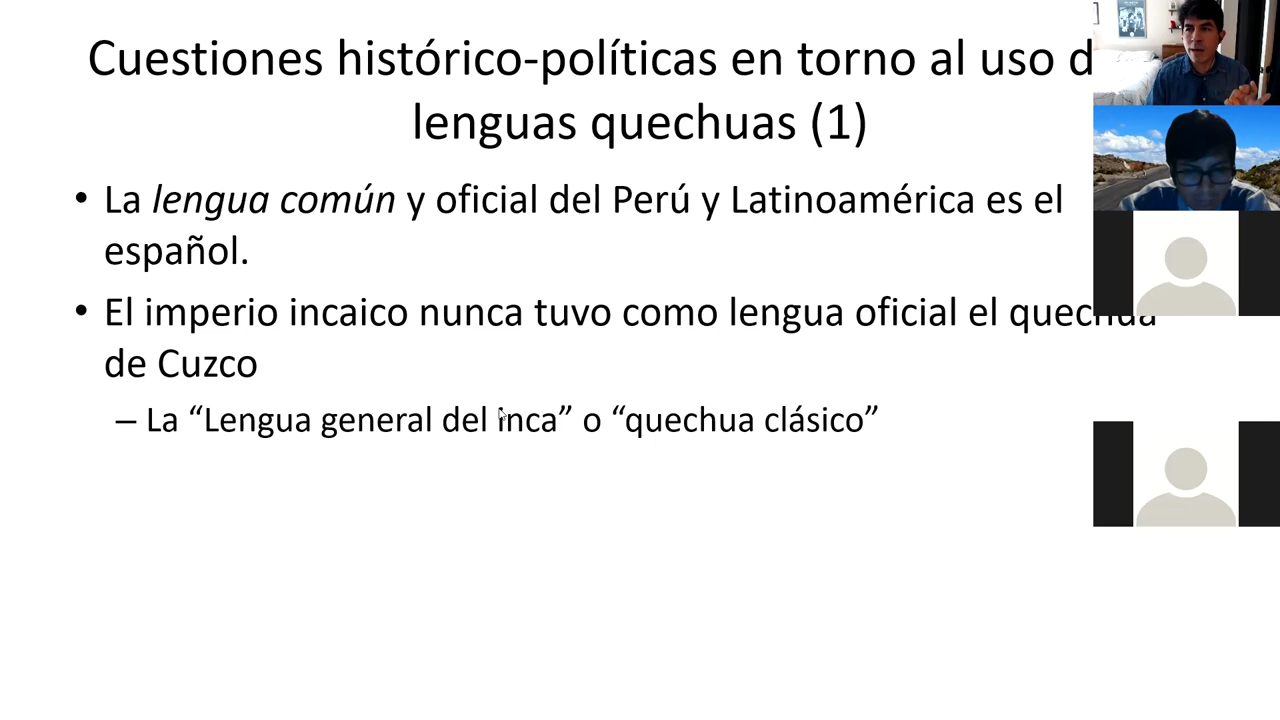 Cuestiones histórico-políticas en torno al uso d
lenguas quechuas (1)
• La lengua común y oficial del Perú y Latinoamérica es el
español.
• El imperio incaico nunca tuvo como lengua oficial el quechua
de Cuzco
– La “Lengua general del inca” o “quechua clásico”